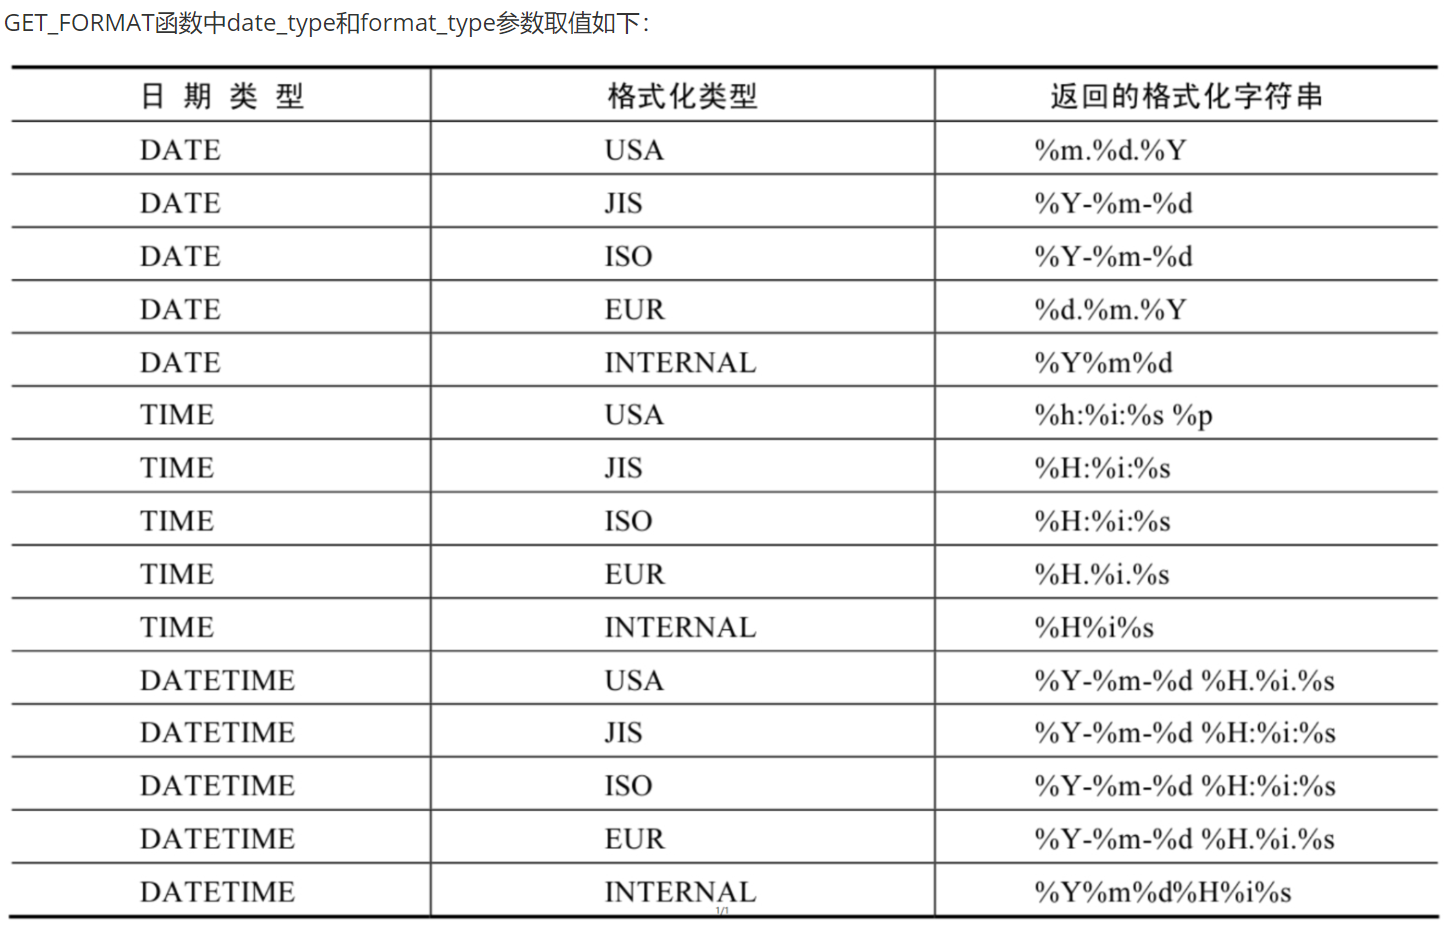 GET_FORMAT函数中date_type和format_type参数取值如下：
日 期 类 型 格式化类型 返回的格式化字符串
DATE USA %m.%d.%Y
DATE JIS %Y-%m-%d
DATE ISO %Y-%m-%d
DATE EUR %d.%m.%Y
DATE INTERNAL %Y%m%d
TIME USA %h:%i:%s %p
TIME JIS %H:%i:%s
TIME ISO %H:%i:%s
TIME EUR %H.%i.%s
TIME INTERNAL %H%i%s
DATETIME USA %Y-%m-%d %H.%i.%s
DATETIME JIS %Y-%m-%d %H:%i:%s
DATETIME ISO %Y-%m-%d %H:%i:%s
DATETIME EUR %Y-%m-%d %H.%i.%s
DATETIME INTERNAL %Y%m%d%H%i%s
1/1